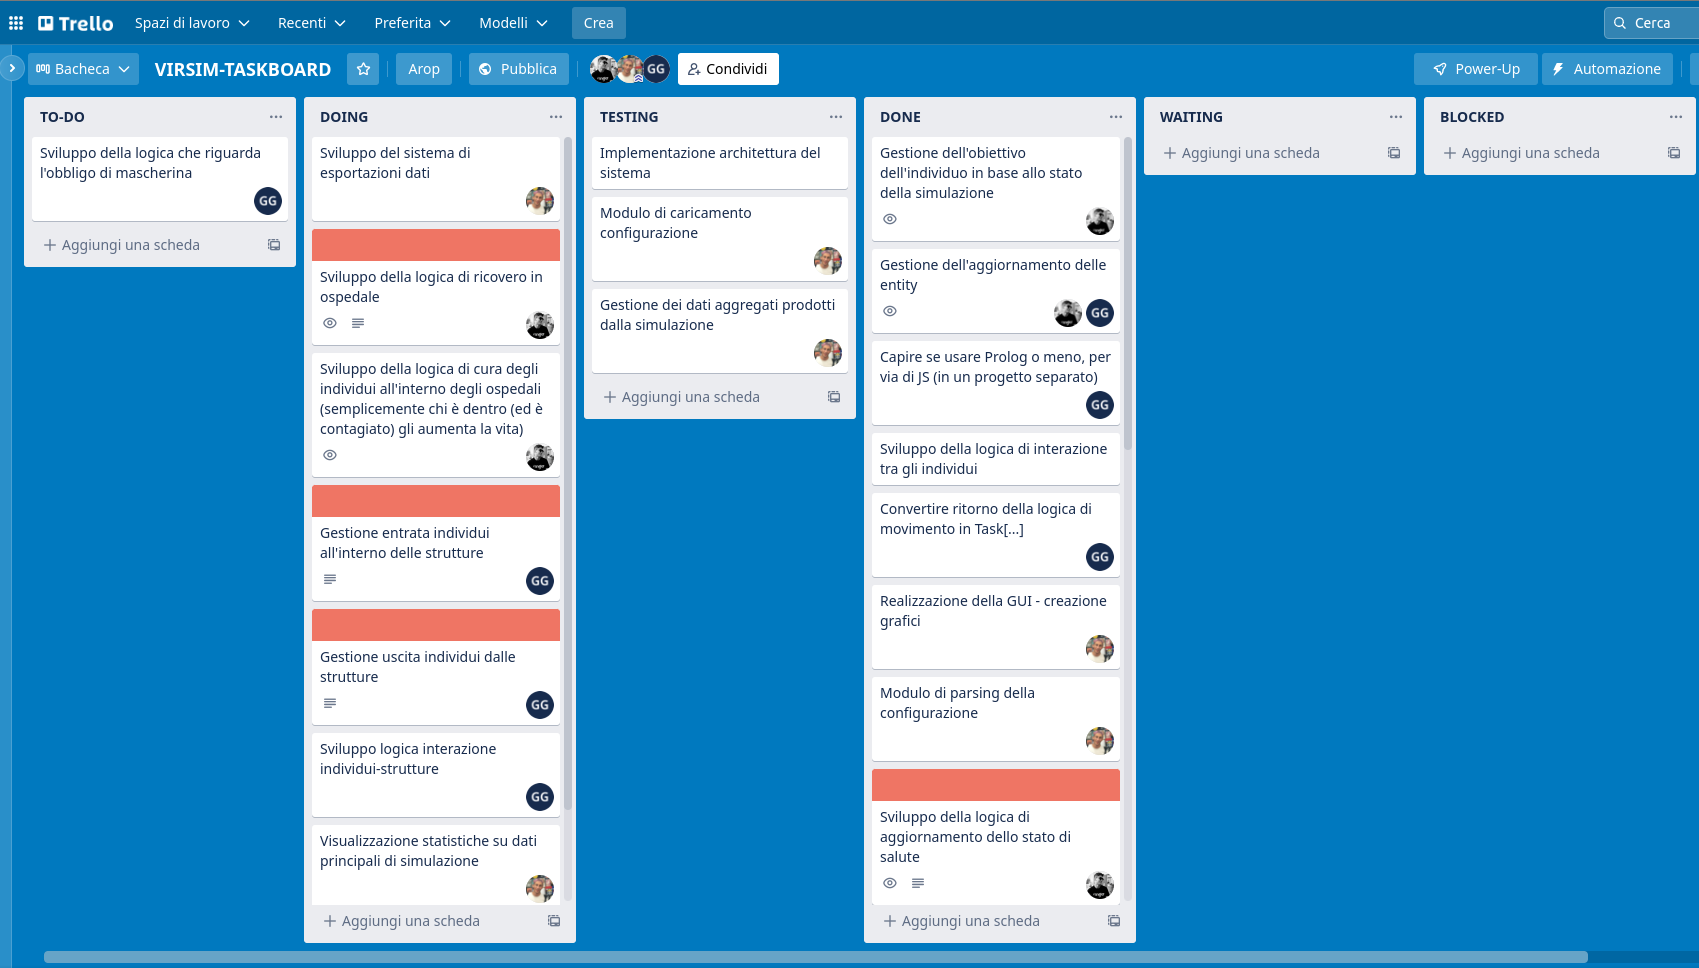 Trello Spazi di lavoro Recenti Preferita Modelli Crea Cerca
Bacheca VIRSIM-TASKBOARD Arop Pubblica GG Condividi Power-Up Automazione
TO-DO
Sviluppo della logica che riguarda
l'obbligo di mascherina
GG
Aggiungi una scheda
DOING
Sviluppo del sistema di
esportazioni dati
Sviluppo della logica di ricovero in
ospedale
Sviluppo della logica di cura degli
individui all'interno degli ospedali
(semplicemente chi è dentro (ed è
contagiato) gli aumenta la vita)
Gestione entrata individui
all'interno delle strutture
GG
Gestione uscita individui dalle
strutture
GG
Sviluppo logica interazione
individui-strutture
GG
Visualizzazione statistiche su dati
principali di simulazione
Aggiungi una scheda
TESTING
Implementazione architettura del
sistema
Modulo di caricamento
configurazione
Gestione dei dati aggregati prodotti
dalla simulazione
Aggiungi una scheda
DONE
Gestione dell'obiettivo
dell'individuo in base allo stato
della simulazione
Gestione dell'aggiornamento delle
entity
GG
Capire se usare Prolog o meno, per
via di JS (in un progetto separato)
GG
Sviluppo della logica di interazione
tra gli individui
Convertire ritorno della logica di
movimento in Task[...]
GG
Realizzazione della GUI - creazione
grafici
Modulo di parsing della
configurazione
Sviluppo della logica di
aggiornamento dello stato di
salute
Aggiungi una scheda
WAITING
Aggiungi una scheda
BLOCKED
Aggiungi una scheda